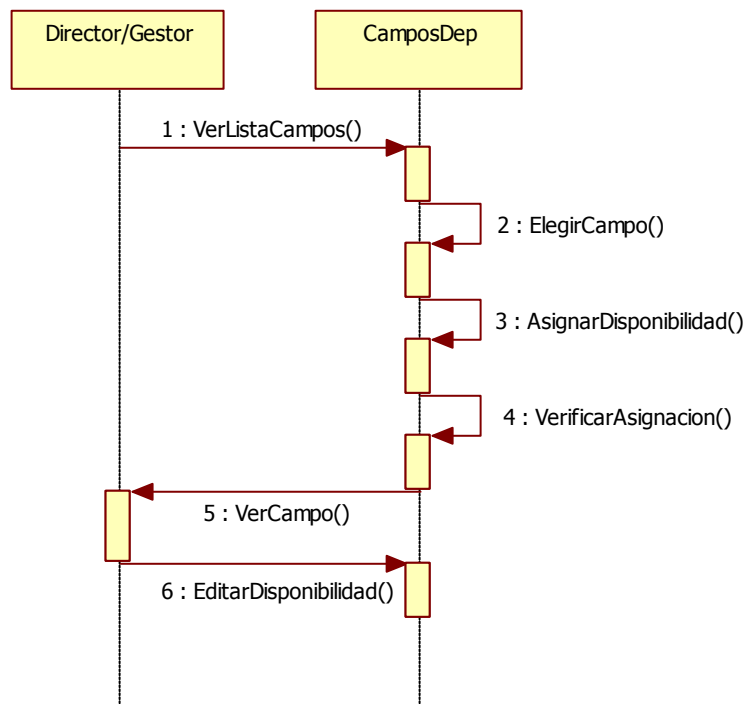 Director/Gestor
CamposDep
1 : VerListaCampos()
2 : ElegirCampo()
3 : AsignarDisponibilidad()
4 : VerificarAsignacion()
5 : VerCampo()
6 : EditarDisponibilidad()